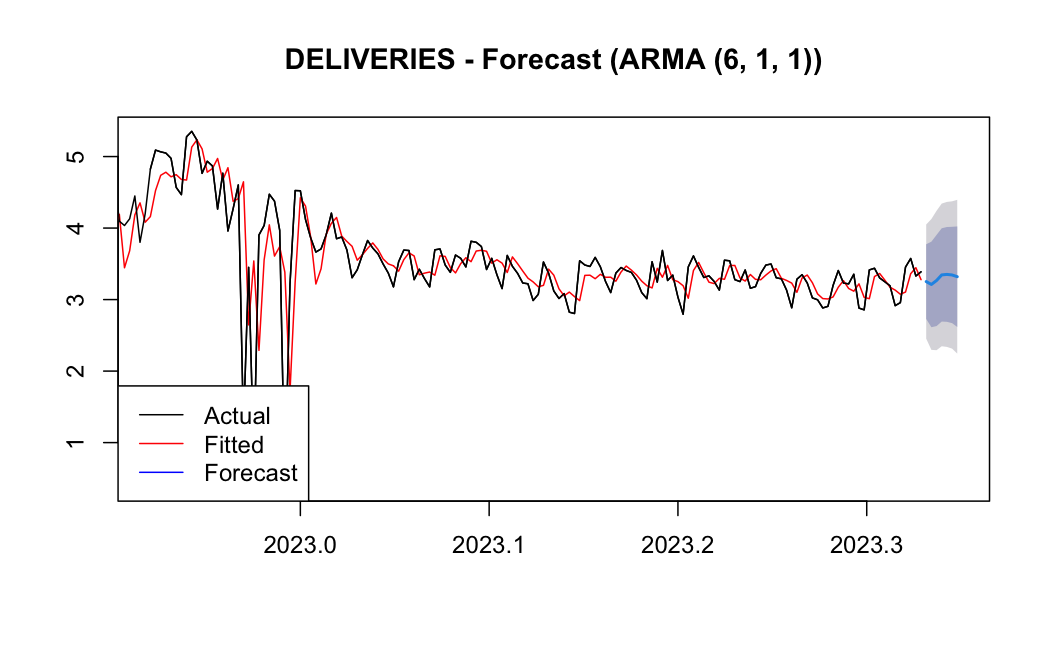 DELIVERIES - Forecast (ARMA (6, 1, 1))
5
4
3
2
1
Actual
Fitted
Forecast
2023.0 2023.1 2023.2 2023.3